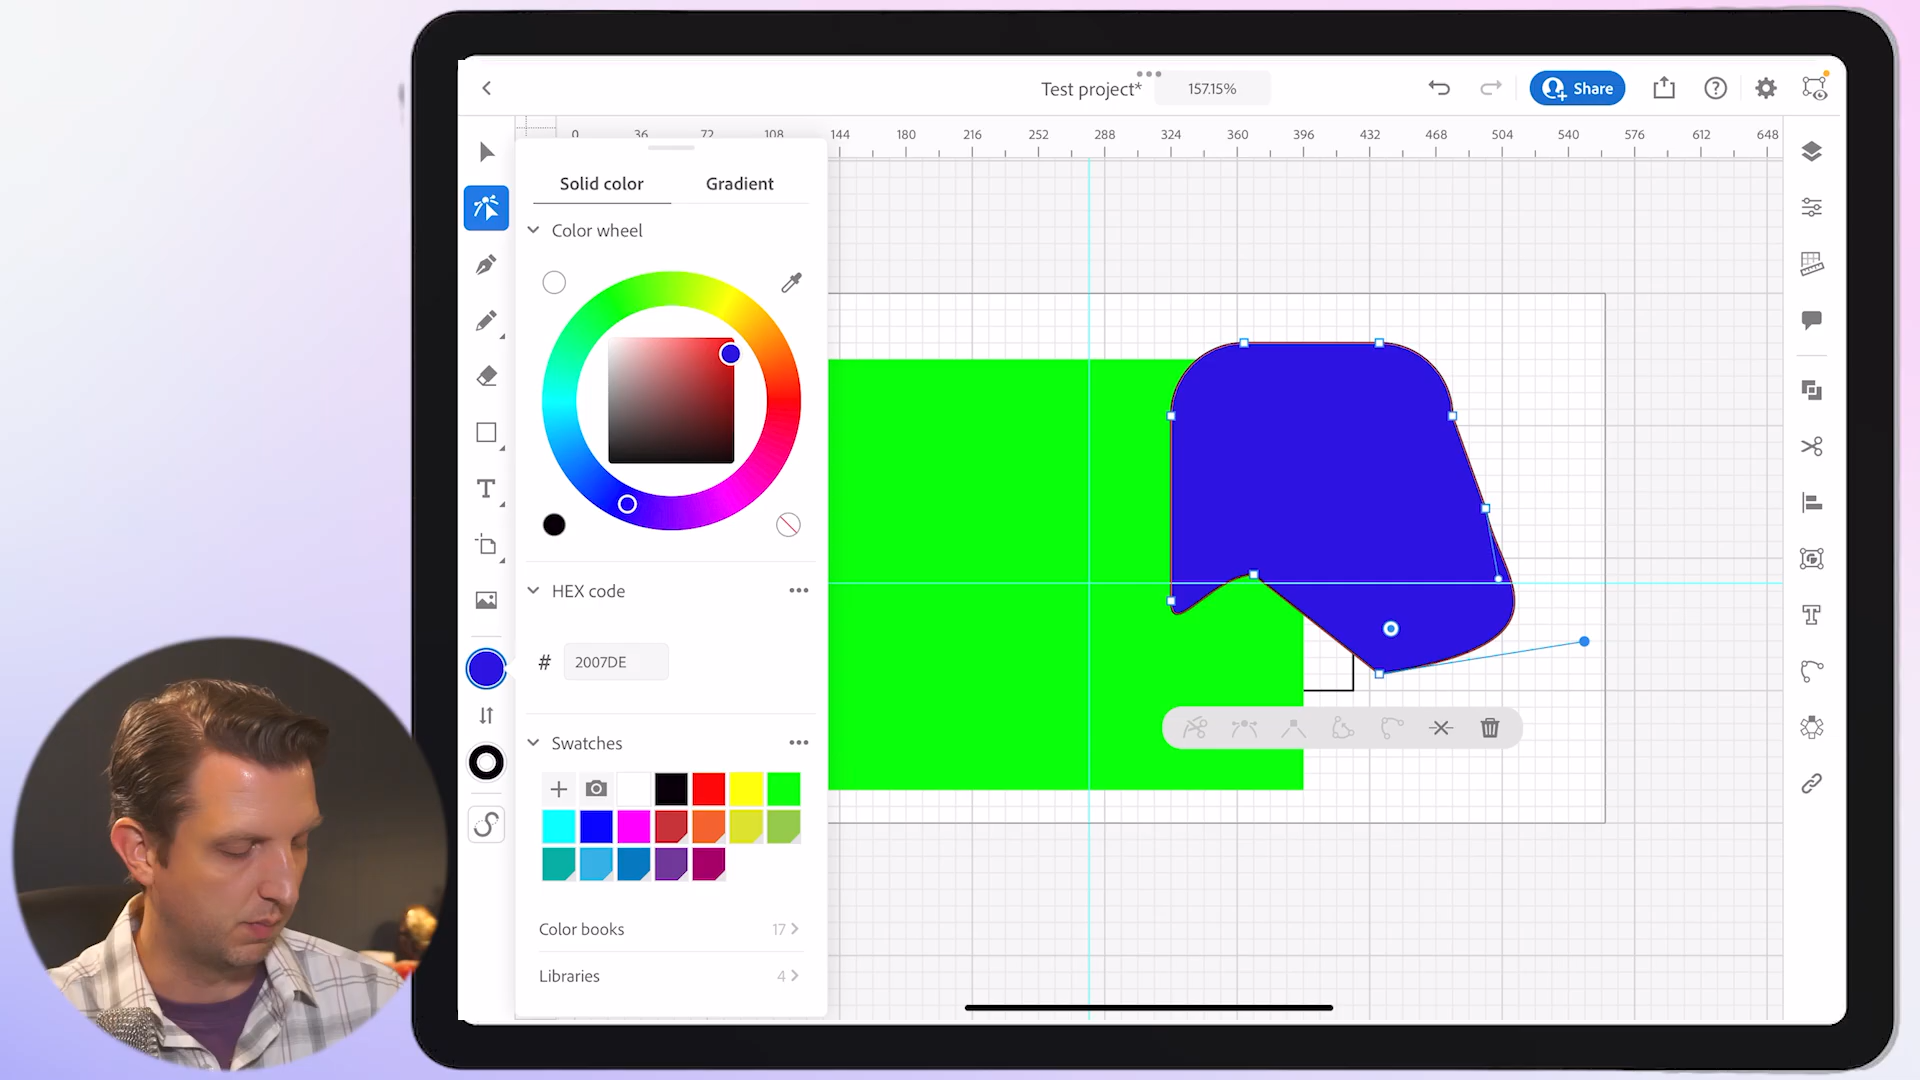 Test project*
157.15%
Share
0 36 72 108 144 180 216 252 288 324 360 396 432 468 504 540 576 612 648
Solid color
Gradient
Color wheel
HEX code
# 2007DE
Swatches
Color books
17
Libraries
4